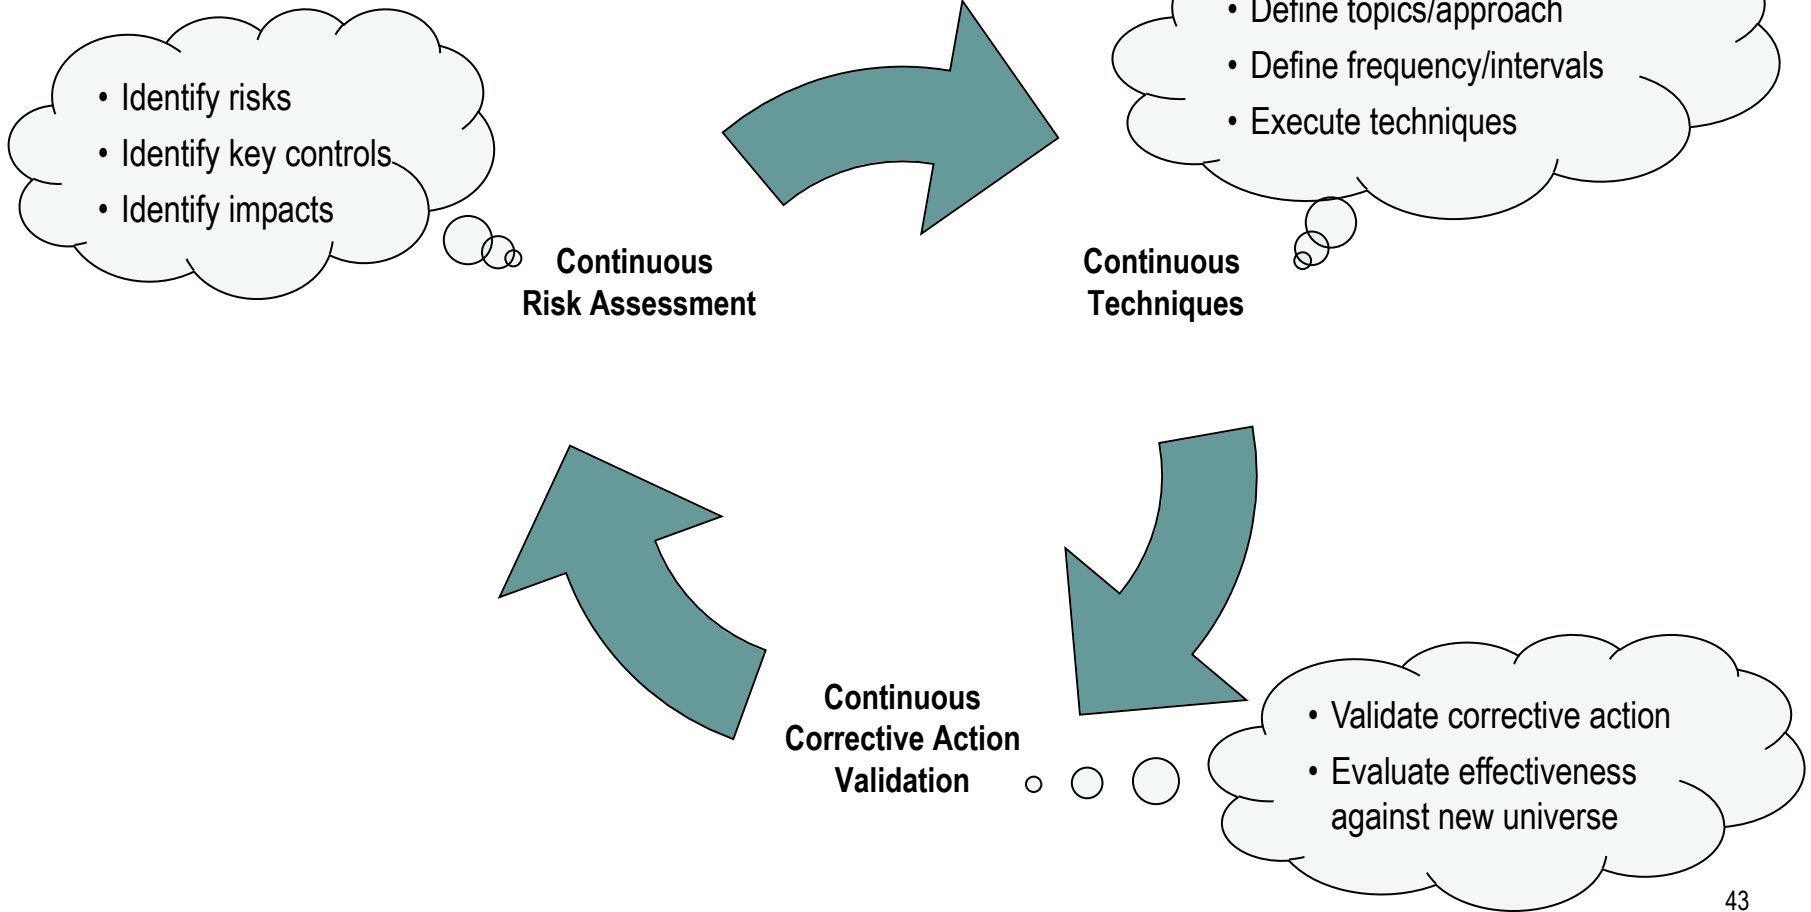 • Define topics/approach
• Define frequency/intervals
• Execute techniques
• Identify risks
• Identify key controls
• Identify impacts
Continuous
Risk Assessment
Continuous
Techniques
Continuous
Corrective Action
Validation
• Validate corrective action
• Evaluate effectiveness
against new universe
43